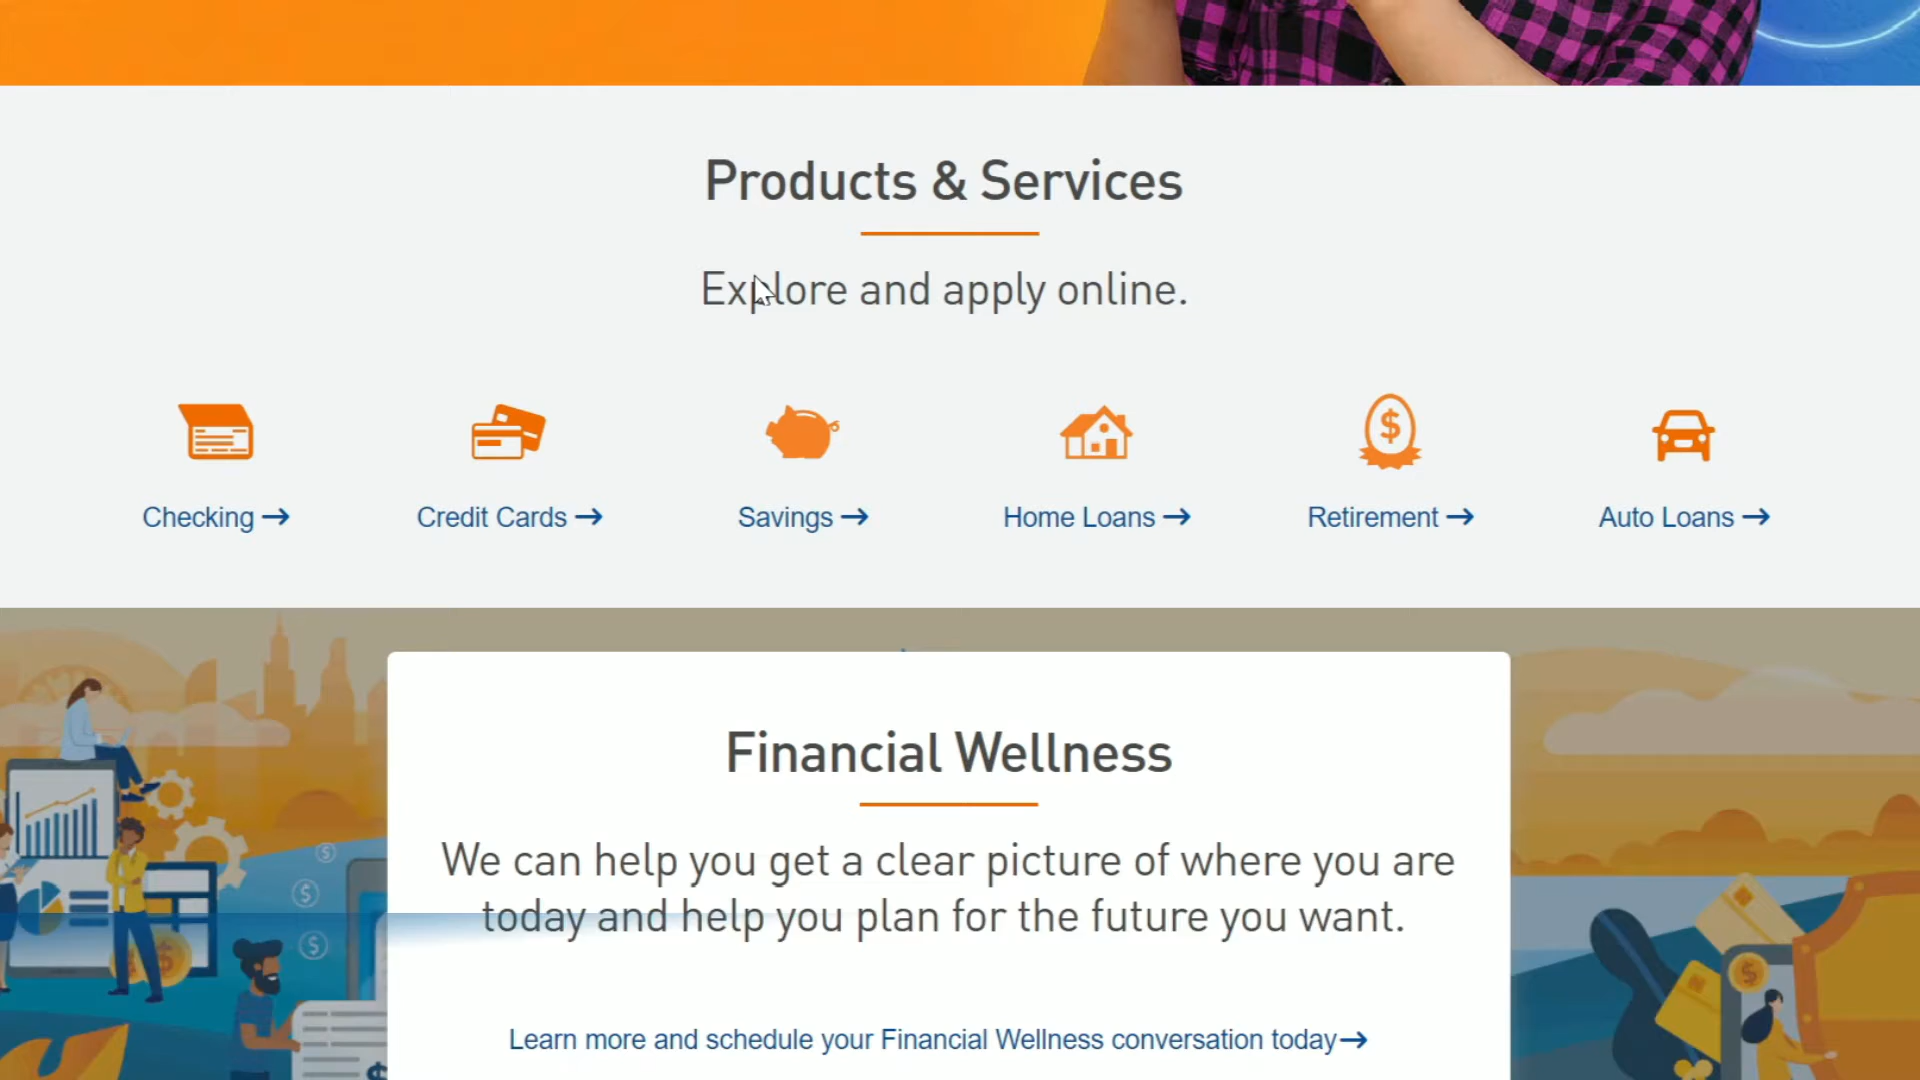 Products & Services
Explore and apply online.
Checking →
Credit Cards →
Savings →
Home Loans →
Retirement →
Auto Loans →
Financial Wellness
We can help you get a clear picture of where you are
today and help you plan for the future you want.
Learn more and schedule your Financial Wellness conversation today→